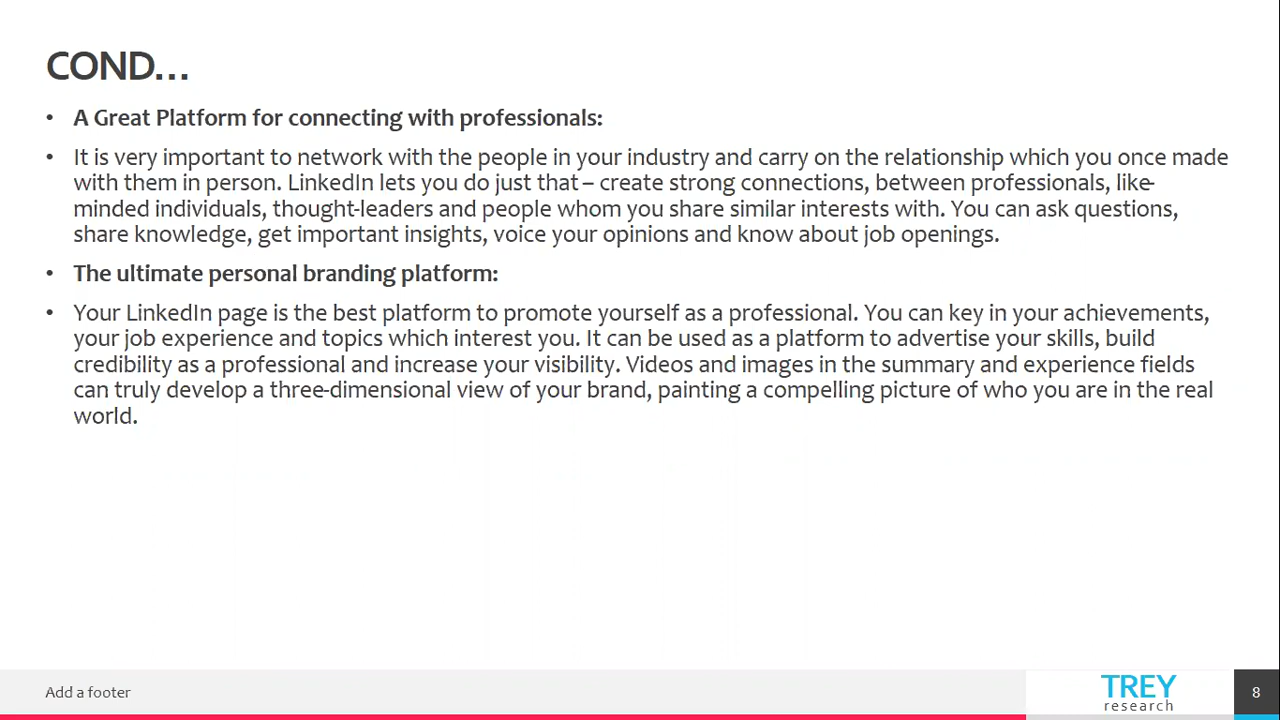 COND...
• A Great Platform for connecting with professionals:
• It is very important to network with the people in your industry and carry on the relationship which you once made
with them in person. LinkedIn lets you do just that – create strong connections, between professionals, like-
minded individuals, thought-leaders and people whom you share similar interests with. You can ask questions,
share knowledge, get important insights, voice your opinions and know about job openings.
• The ultimate personal branding platform:
• Your LinkedIn page is the best platform to promote yourself as a professional. You can key in your achievements,
your job experience and topics which interest you. It can be used as a platform to advertise your skills, build
credibility as a professional and increase your visibility. Videos and images in the summary and experience fields
can truly develop a three-dimensional view of your brand, painting a compelling picture of who you are in the real
world.
Add a footer
TREY
research
8